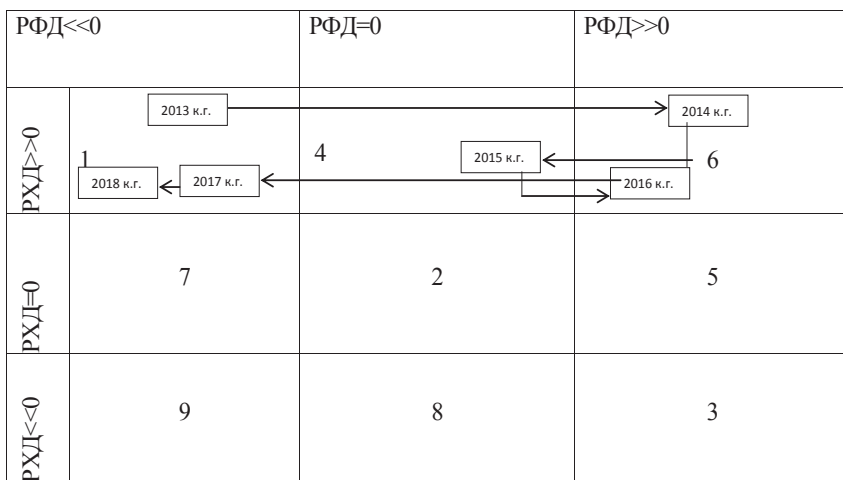 РФД<<0 РФД=0 РФД>>0
РХД>>0
2013 к.г. 2014 к.г.
1 4 2015 к.г. 6
2018 к.г. 2017 к.г. 2016 к.г.
РХД=0
7 2 5
РХД<<0
9 8 3